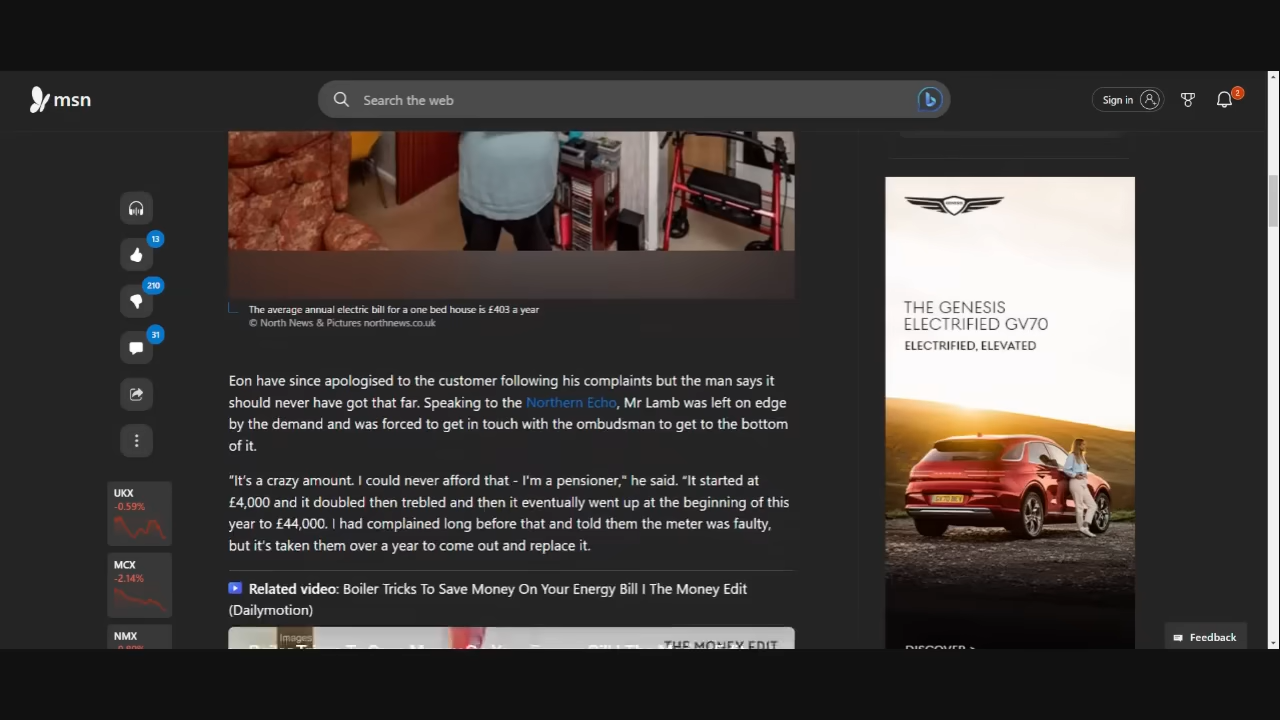 msn
Search the web
Sign in
2
13
210
31
The average annual electric bill for a one bed house is £403 a year
© North News & Pictures northnews.co.uk
Eon have since apologised to the customer following his complaints but the man says it
should never have got that far. Speaking to the Northern Echo, Mr Lamb was left on edge
by the demand and was forced to get in touch with the ombudsman to get to the bottom
of it.
"It's a crazy amount. I could never afford that - I'm a pensioner," he said. "It started at
£4,000 and it doubled then trebled and then it eventually went up at the beginning of this
year to £44,000. I had complained long before that and told them the meter was faulty,
but it's taken them over a year to come out and replace it.
Related video: Boiler Tricks To Save Money On Your Energy Bill I The Money Edit
(Dailymotion)
Images
THE MONEY EDIT
UKX
-0.59%
MCX
-2.14%
NMX
THE GENESIS
ELECTRIFIED GV70
ELECTRIFIED, ELEVATED
DISCOVER >
Feedback